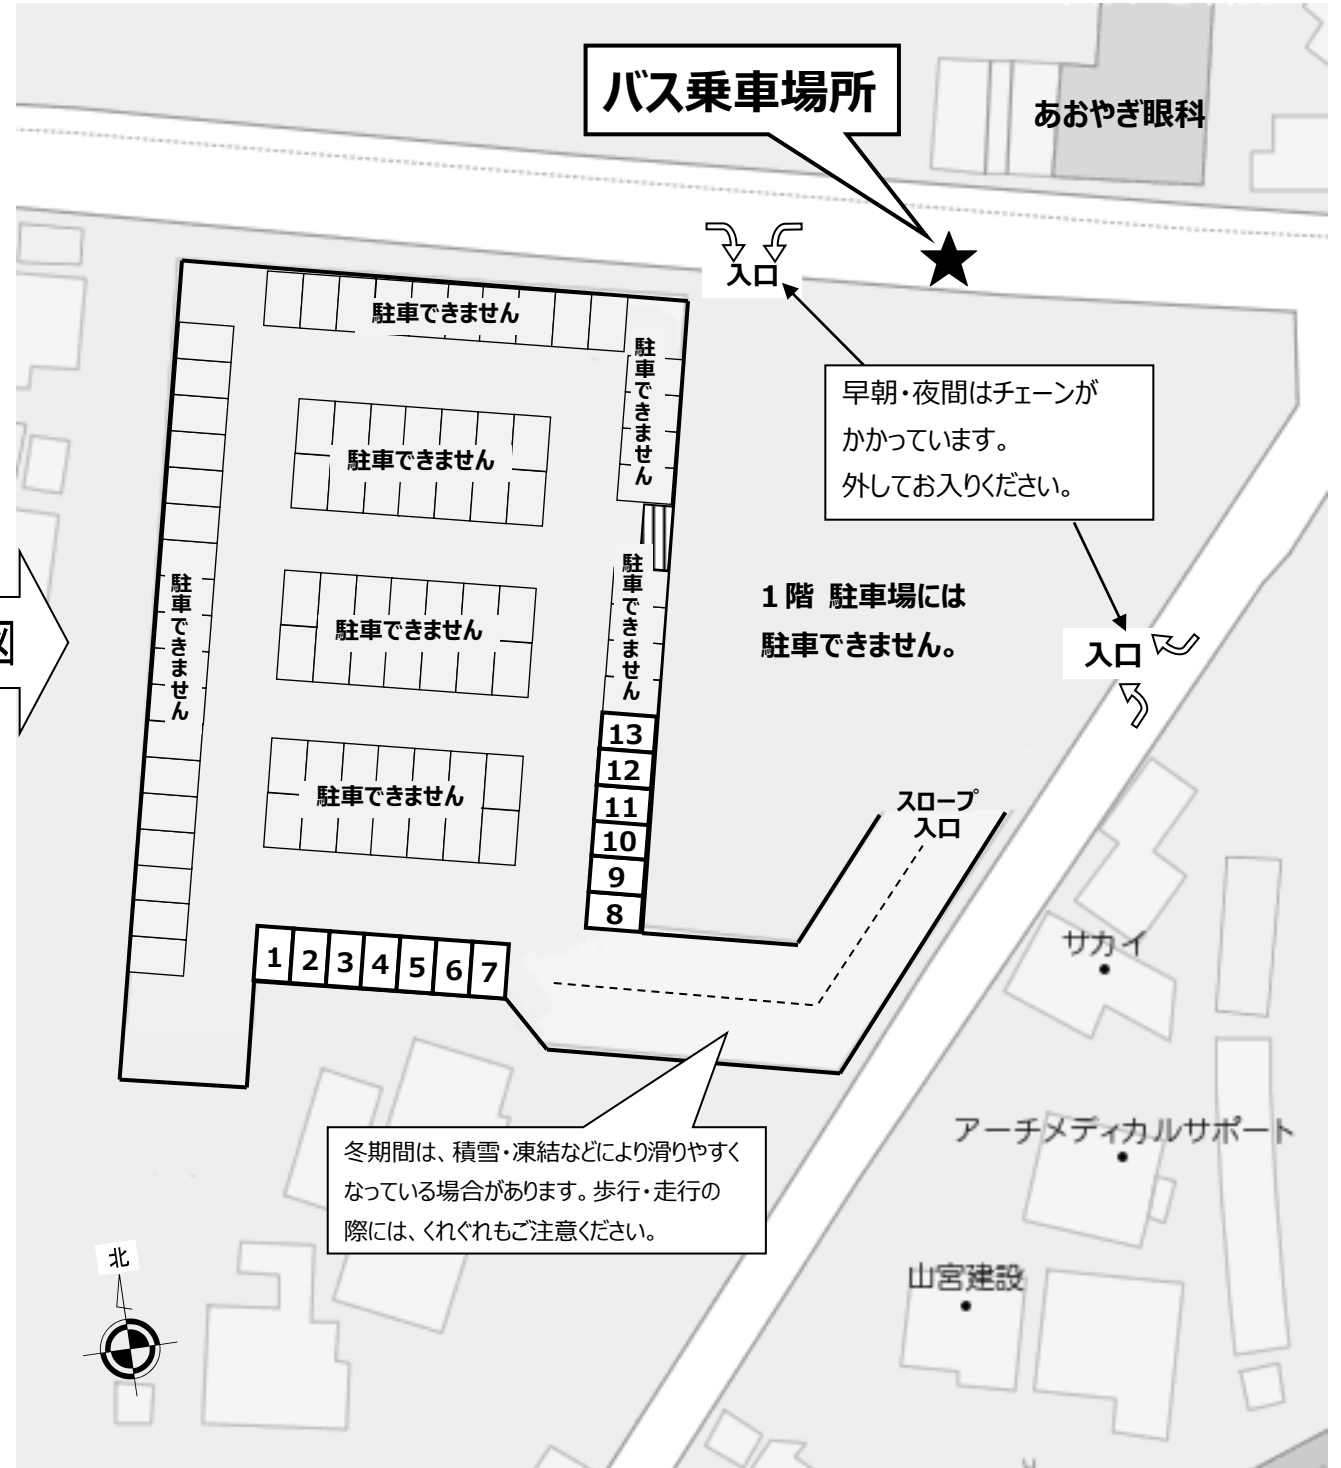 バス乗車場所
あおやぎ眼科
入口
駐車できません
駐車できません
早朝・夜間はチェーンが
かかっています。
外してお入りください。
駐車できません
駐車できません
駐車できません
駐車できません
1階 駐車場には
駐車できません。
図
入口
駐車できません
13
12
11
10
9
8
スロープ
入口
1 2 3 4 5 6 7
サカイ
アーチメディカルサポート
冬期間は、積雪・凍結などにより滑りやすく
なっている場合があります。歩行・走行の
際には、くれぐれもご注意ください。
北
山宮建設